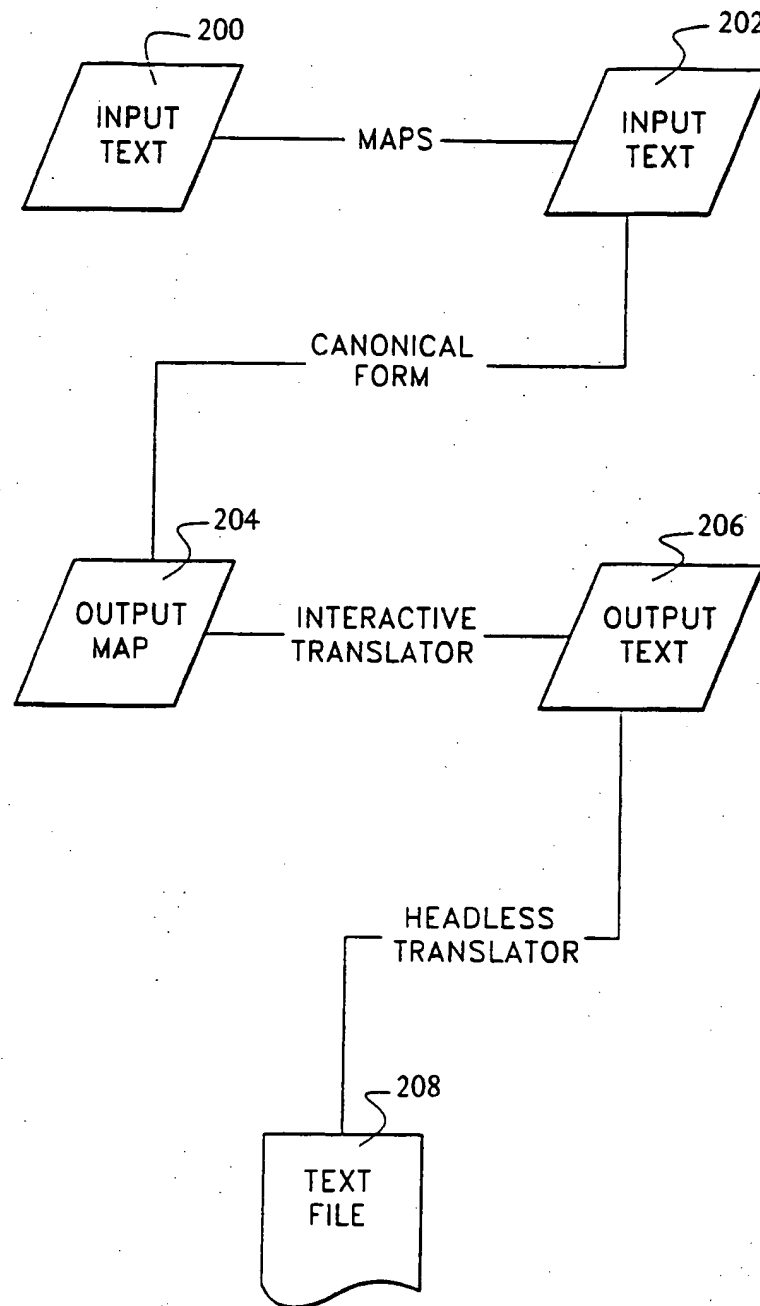 200
202
INPUT
TEXT
MAPS
INPUT
TEXT
CANONICAL
FORM
204
206
OUTPUT
MAP
INTERACTIVE
TRANSLATOR
OUTPUT
TEXT
HEADLESS
TRANSLATOR
208
TEXT
FILE